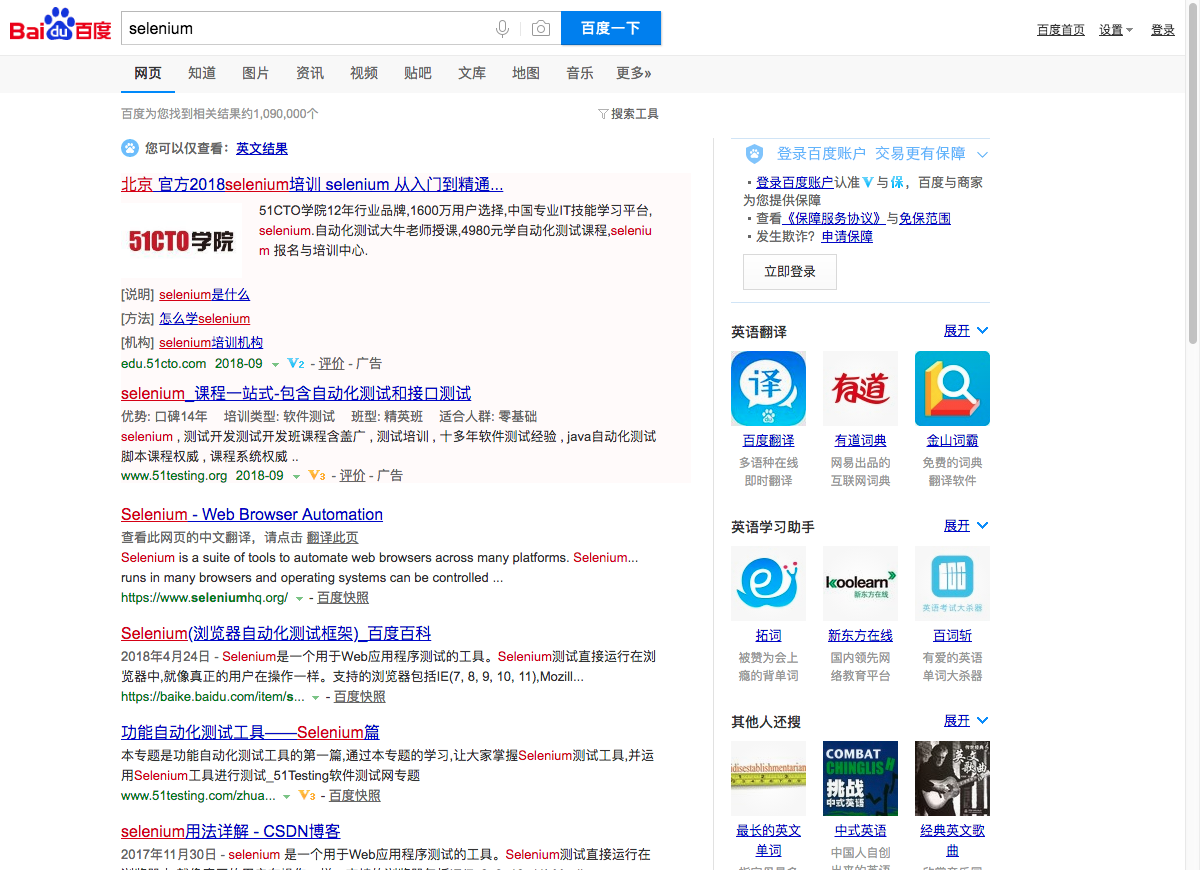 Bai du 百度
selenium
百度一下
百度首页 设置 登录
网页 知道 图片 资讯 视频 贴吧 文库 地图 音乐 更多»
百度为您找到相关结果约1,090,000个
搜索工具
您可以仅查看：英文结果
北京 官方2018selenium培训 selenium 从入门到精通...
51CTO学院
51CTO学院12年行业品牌,1600万用户选择,中国专业IT技能学习平台,
selenium.自动化测试大牛老师授课,4980元学自动化测试课程,seleniu
m 报名与培训中心.
[说明] selenium是什么
[方法] 怎么学selenium
[机构] selenium培训机构
edu.51cto.com 2018-09 V2 - 评价 - 广告
selenium_课程一站式-包含自动化测试和接口测试
优势: 口碑14年 培训类型: 软件测试 班型: 精英班 适合人群: 零基础
selenium , 测试开发测试开发班课程含盖广 , 测试培训 , 十多年软件测试经验 , java自动化测试
脚本课程权威 , 课程系统权威 ..
www.51testing.org 2018-09 V3 - 评价 - 广告
Selenium - Web Browser Automation
查看此网页的中文翻译，请点击 翻译此页
Selenium is a suite of tools to automate web browsers across many platforms. Selenium...
runs in many browsers and operating systems can be controlled ...
https://www.seleniumhq.org/ - 百度快照
Selenium(浏览器自动化测试框架)_百度百科
2018年4月24日 - Selenium是一个用于Web应用程序测试的工具。Selenium测试直接运行在浏
览器中,就像真正的用户在操作一样。支持的浏览器包括IE(7, 8, 9, 10, 11),Mozill...
https://baike.baidu.com/item/s... - 百度快照
功能自动化测试工具——Selenium篇
本专题是功能自动化测试工具的第一篇,通过本专题的学习,让大家掌握Selenium测试工具,并运
用Selenium工具进行测试_51Testing软件测试网专题
www.51testing.com/zhua... V3 - 百度快照
selenium用法详解 - CSDN博客
2017年11月30日 - selenium 是一个用于Web应用程序测试的工具。Selenium测试直接运行在
登录百度账户 交易更有保障
登录百度账户认准V与保，百度与商家
为您提供保障
查看《保障服务协议》与免保范围
发生欺诈？申请保障
立即登录
英语翻译 展开
译
有道
百度翻译 有道词典 金山词霸
多语种在线 网易出品的 免费的词典
即时翻译 互联网词典 翻译软件
英语学习助手 展开
koolearn
新东方在线
英语考试大杀器
拓词 新东方在线 百词斩
被赞为会上 国内领先网 有爱的英语
瘾的背单词 络教育平台 单词大杀器
其他人还搜 展开
idisestablishmentarian
COMBAT
CHINGLISH
挑战
中式英语
英文
歌曲
最长的英文 中式英语 经典英文歌
单词 中国人自创 曲